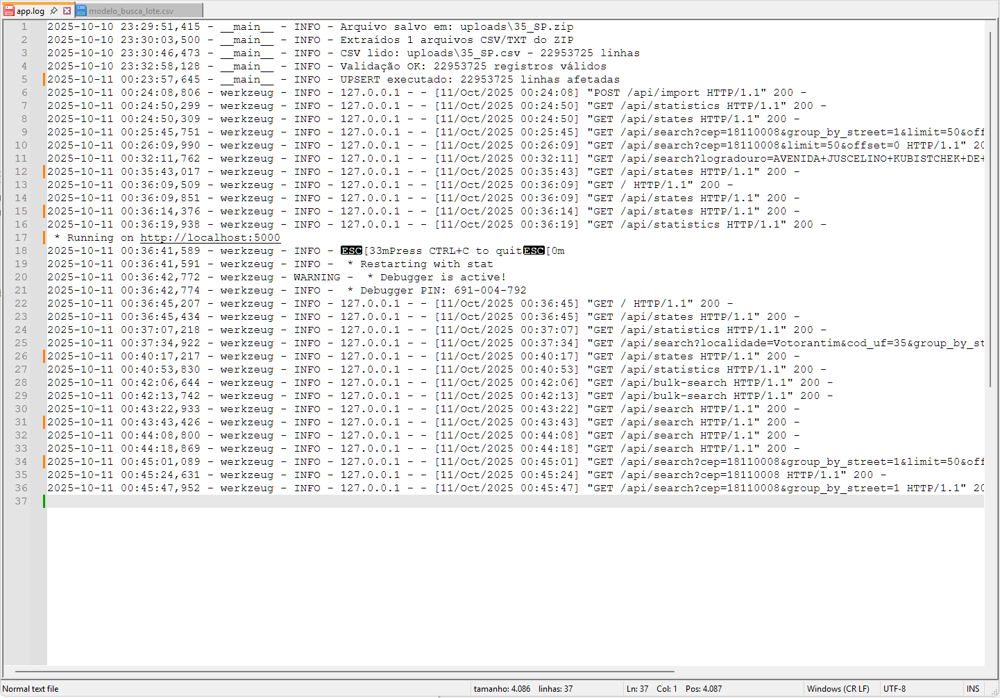 app.log
modelo_busca_lote.csv
1 2025-10-10 23:29:51,415 - __main__ - INFO - Arquivo salvo em: uploads\35_SP.zip
2 2025-10-10 23:30:03,500 - __main__ - INFO - Extraídos 1 arquivos CSV/TXT do ZIP
3 2025-10-10 23:30:46,473 - __main__ - INFO - CSV lido: uploads\35_SP.csv - 22953725 linhas
4 2025-10-10 23:32:58,128 - __main__ - INFO - Validação OK: 22953725 registros válidos
5 2025-10-11 00:23:57,645 - __main__ - INFO - UPSERT executado: 22953725 linhas afetadas
6 2025-10-11 00:24:08,806 - werkzeug - INFO - 127.0.0.1 - - [11/Oct/2025 00:24:08] "POST /api/import HTTP/1.1" 200 -
7 2025-10-11 00:24:50,299 - werkzeug - INFO - 127.0.0.1 - - [11/Oct/2025 00:24:50] "GET /api/statistics HTTP/1.1" 200 -
8 2025-10-11 00:24:50,309 - werkzeug - INFO - 127.0.0.1 - - [11/Oct/2025 00:24:50] "GET /api/states HTTP/1.1" 200 -
9 2025-10-11 00:25:45,751 - werkzeug - INFO - 127.0.0.1 - - [11/Oct/2025 00:25:45] "GET /api/search?cep=18110008&group_by_street=1&limit=50&off
10 2025-10-11 00:26:09,990 - werkzeug - INFO - 127.0.0.1 - - [11/Oct/2025 00:26:09] "GET /api/search?cep=18110008&limit=50&offset=0 HTTP/1.1" 20
11 2025-10-11 00:32:11,762 - werkzeug - INFO - 127.0.0.1 - - [11/Oct/2025 00:32:11] "GET /api/search?logradouro=AVENIDA+JUSCELINO+KUBISTCHEK+DE+
12 2025-10-11 00:35:43,017 - werkzeug - INFO - 127.0.0.1 - - [11/Oct/2025 00:35:43] "GET /api/states HTTP/1.1" 200 -
13 2025-10-11 00:36:09,509 - werkzeug - INFO - 127.0.0.1 - - [11/Oct/2025 00:36:09] "GET / HTTP/1.1" 200 -
14 2025-10-11 00:36:09,851 - werkzeug - INFO - 127.0.0.1 - - [11/Oct/2025 00:36:09] "GET /api/states HTTP/1.1" 200 -
15 2025-10-11 00:36:14,376 - werkzeug - INFO - 127.0.0.1 - - [11/Oct/2025 00:36:14] "GET /api/states HTTP/1.1" 200 -
16 2025-10-11 00:36:19,938 - werkzeug - INFO - 127.0.0.1 - - [11/Oct/2025 00:36:19] "GET /api/statistics HTTP/1.1" 200 -
17 * Running on http://localhost:5000
18 2025-10-11 00:36:41,589 - werkzeug - INFO - ESC[33mPress CTRL+C to quitESC[0m
19 2025-10-11 00:36:41,591 - werkzeug - INFO -  * Restarting with stat
20 2025-10-11 00:36:42,772 - werkzeug - WARNING -  * Debugger is active!
21 2025-10-11 00:36:42,774 - werkzeug - INFO -  * Debugger PIN: 691-004-792
22 2025-10-11 00:36:45,207 - werkzeug - INFO - 127.0.0.1 - - [11/Oct/2025 00:36:45] "GET / HTTP/1.1" 200 -
23 2025-10-11 00:36:45,434 - werkzeug - INFO - 127.0.0.1 - - [11/Oct/2025 00:36:45] "GET /api/states HTTP/1.1" 200 -
24 2025-10-11 00:37:07,218 - werkzeug - INFO - 127.0.0.1 - - [11/Oct/2025 00:37:07] "GET /api/statistics HTTP/1.1" 200 -
25 2025-10-11 00:37:34,922 - werkzeug - INFO - 127.0.0.1 - - [11/Oct/2025 00:37:34] "GET /api/search?localidade=Votorantim&cod_uf=35&group_by_st
26 2025-10-11 00:40:17,217 - werkzeug - INFO - 127.0.0.1 - - [11/Oct/2025 00:40:17] "GET /api/states HTTP/1.1" 200 -
27 2025-10-11 00:40:53,830 - werkzeug - INFO - 127.0.0.1 - - [11/Oct/2025 00:40:53] "GET /api/statistics HTTP/1.1" 200 -
28 2025-10-11 00:42:06,644 - werkzeug - INFO - 127.0.0.1 - - [11/Oct/2025 00:42:06] "GET /api/bulk-search HTTP/1.1" 200 -
29 2025-10-11 00:42:13,742 - werkzeug - INFO - 127.0.0.1 - - [11/Oct/2025 00:42:13] "GET /api/bulk-search HTTP/1.1" 200 -
30 2025-10-11 00:43:22,933 - werkzeug - INFO - 127.0.0.1 - - [11/Oct/2025 00:43:22] "GET /api/search HTTP/1.1" 200 -
31 2025-10-11 00:43:43,426 - werkzeug - INFO - 127.0.0.1 - - [11/Oct/2025 00:43:43] "GET /api/search HTTP/1.1" 200 -
32 2025-10-11 00:44:08,800 - werkzeug - INFO - 127.0.0.1 - - [11/Oct/2025 00:44:08] "GET /api/search HTTP/1.1" 200 -
33 2025-10-11 00:44:18,869 - werkzeug - INFO - 127.0.0.1 - - [11/Oct/2025 00:44:18] "GET /api/search HTTP/1.1" 200 -
34 2025-10-11 00:45:01,089 - werkzeug - INFO - 127.0.0.1 - - [11/Oct/2025 00:45:01] "GET /api/search?cep=18110008&group_by_street=1&limit=50&off
35 2025-10-11 00:45:24,631 - werkzeug - INFO - 127.0.0.1 - - [11/Oct/2025 00:45:24] "GET /api/search?cep=18110008 HTTP/1.1" 200 -
36 2025-10-11 00:45:47,952 - werkzeug - INFO - 127.0.0.1 - - [11/Oct/2025 00:45:47] "GET /api/search?cep=18110008&group_by_street=1 HTTP/1.1" 20
37
Normal text file tamanho: 4.086 linhas: 37 Ln: 37 Col: 1 Pos: 4.087 Windows (CR LF) UTF-8 INS